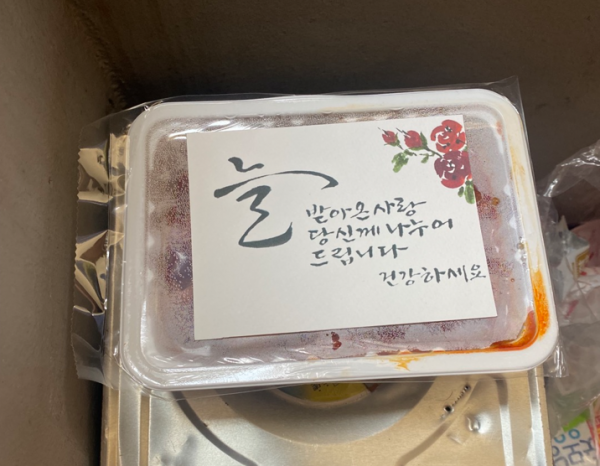 늘
받아온 사랑
당신께 나누어
드립니다
건강하세요